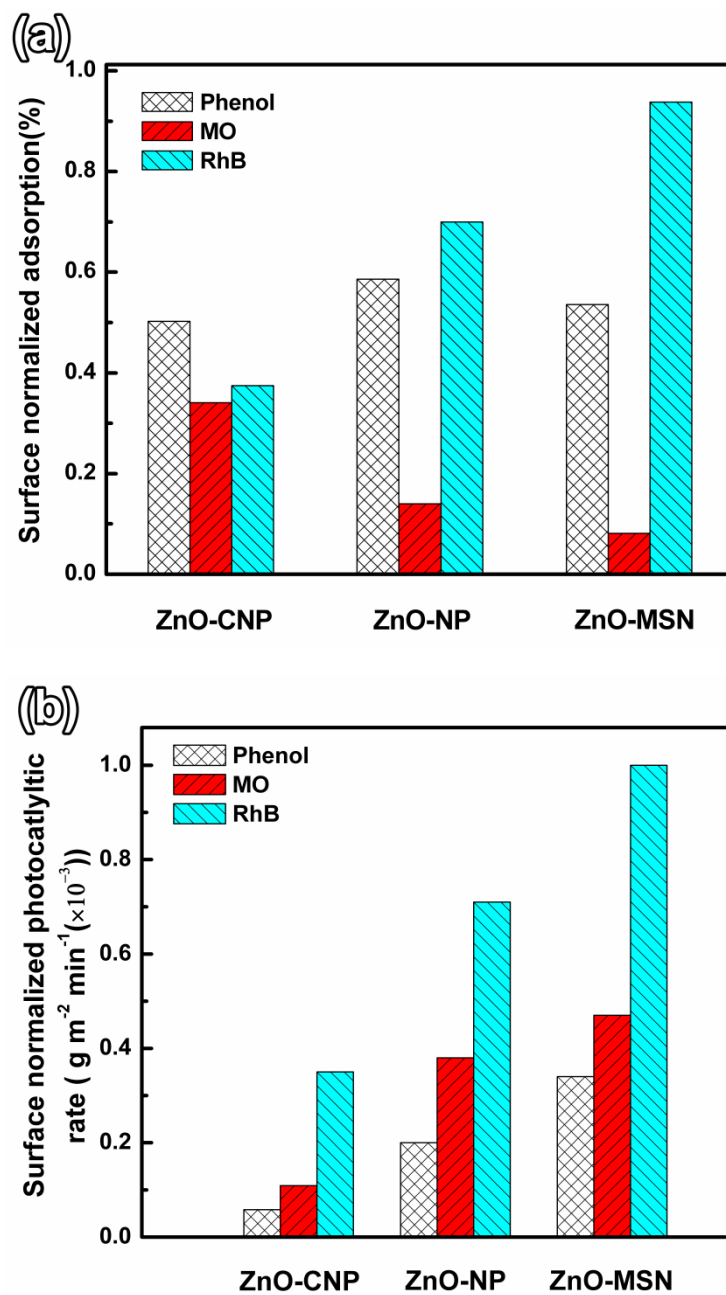 (a)
Surface normalized adsorption(%)
1.0
0.8
0.6
0.4
0.2
0.0
Phenol
MO
RhB
ZnO-CNP ZnO-NP ZnO-MSN
(b)
Surface normalized photocatlyltic
rate ( g m⁻² min⁻¹(×10⁻³))
1.0
0.8
0.6
0.4
0.2
0.0
Phenol
MO
RhB
ZnO-CNP ZnO-NP ZnO-MSN